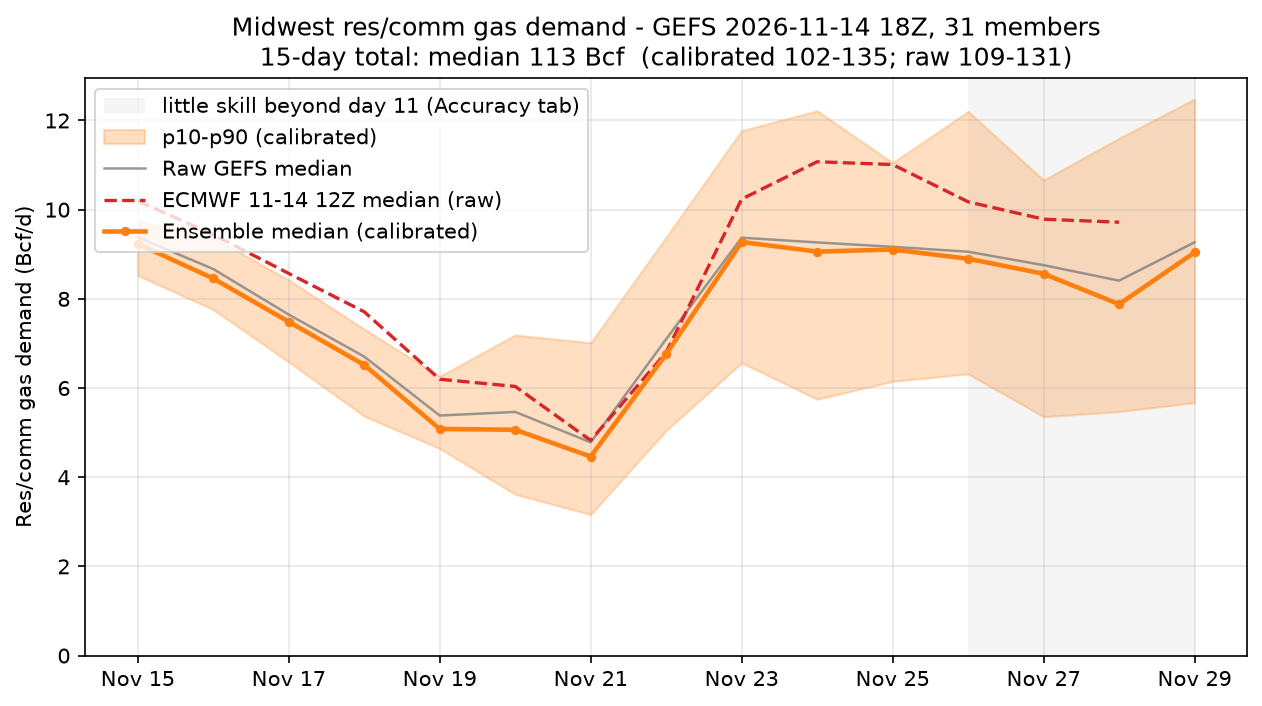 Midwest res/comm gas demand - GEFS 2026-11-14 18Z, 31 members
15-day total: median 113 Bcf  (calibrated 102-135; raw 109-131)
little skill beyond day 11 (Accuracy tab)
p10-p90 (calibrated)
Raw GEFS median
ECMWF 11-14 12Z median (raw)
Ensemble median (calibrated)
Res/comm gas demand (Bcf/d)
12
10
8
6
4
2
0
Nov 15
Nov 17
Nov 19
Nov 21
Nov 23
Nov 25
Nov 27
Nov 29